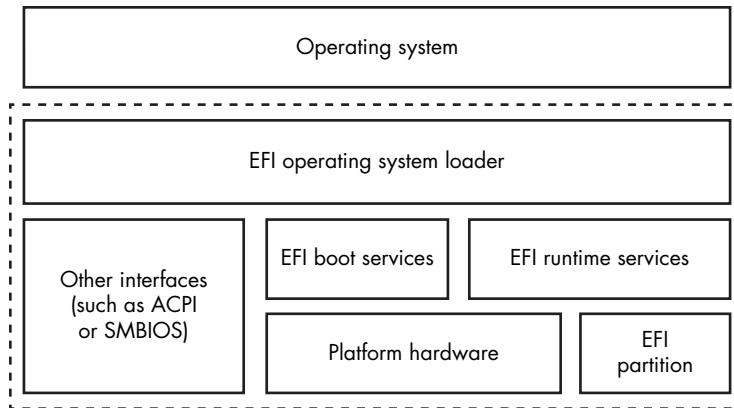 Operating system
EFI operating system loader
Other interfaces
(such as ACPI
or SMBIOS)
EFI boot services
EFI runtime services
Platform hardware
EFI
partition